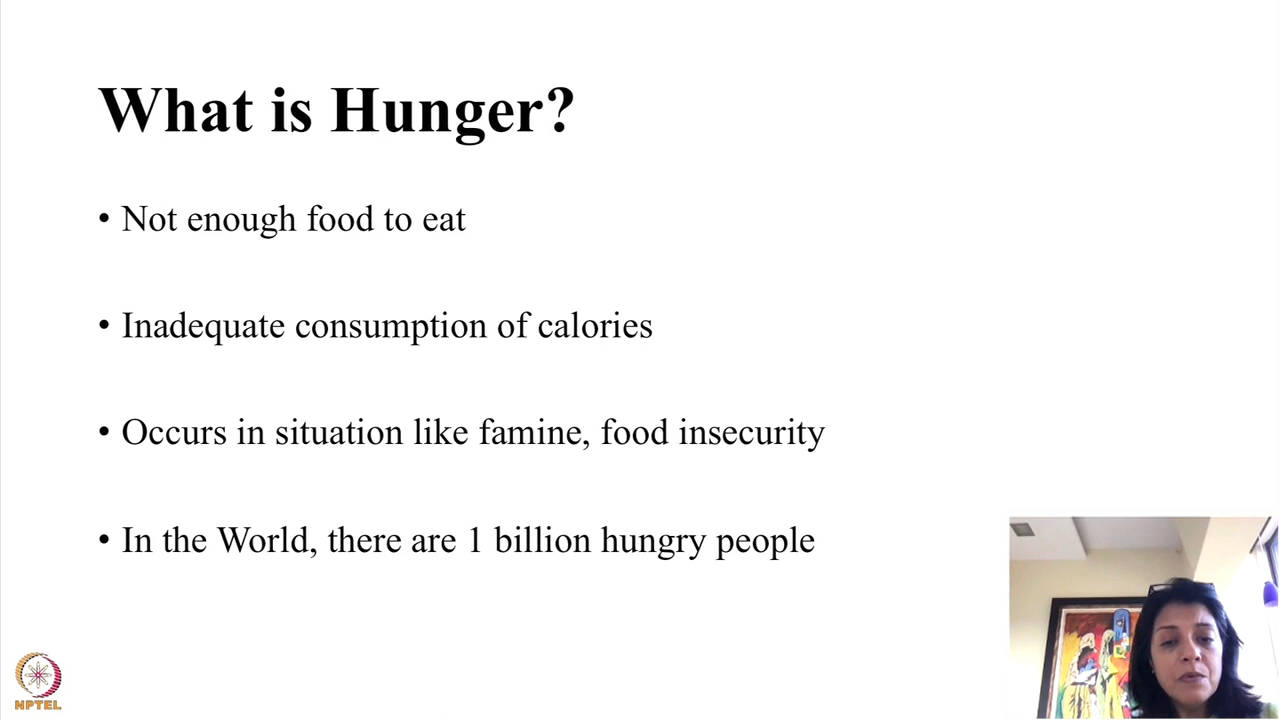 What is Hunger?
• Not enough food to eat
• Inadequate consumption of calories
• Occurs in situation like famine, food insecurity
• In the World, there are 1 billion hungry people
NPTEL